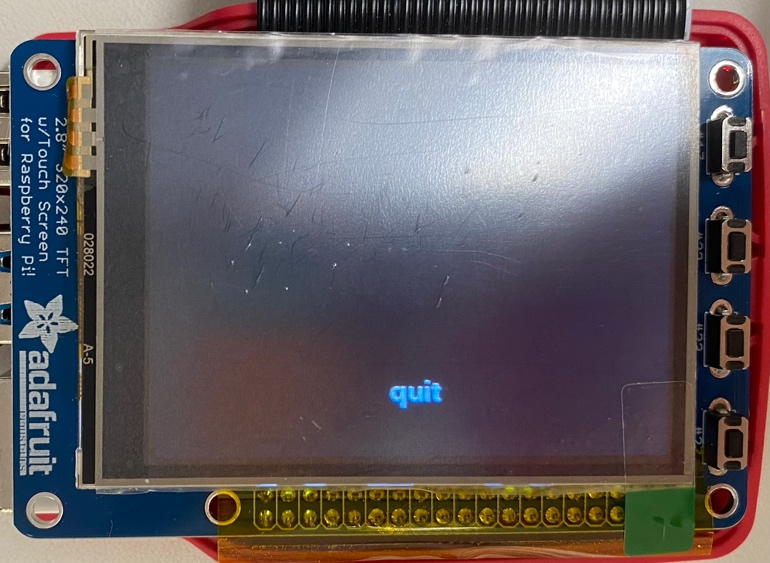 2.8" 320x240 TFT
w/Touch Screen
for Raspberry Pi!
adafruit
028022
A-5
quit